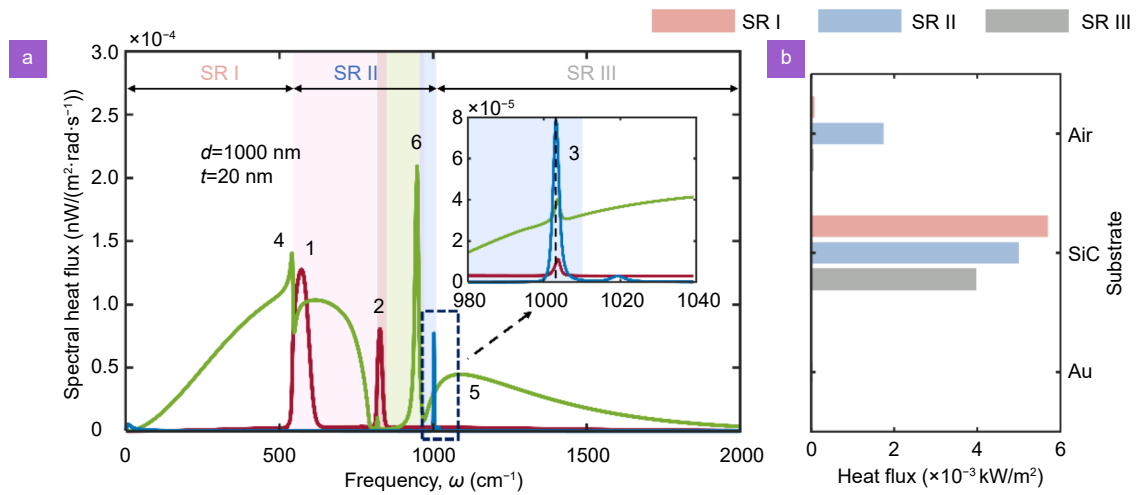 SR I SR II SR III
a
×10⁻⁴
3.0
2.5
2.0
1.5
1.0
0.5
0
Spectral heat flux (nW/(m²·rad·s⁻¹)
SR I SR II SR III
d=1000 nm
t=20 nm
4
1
2
6
5
×10⁻⁵
8
6
4
2
0
3
980 1000 1020 1040
0 500 1000 1500 2000
Frequency, ω (cm⁻¹)
b
Air
SiC
Au
Substrate
0 2 4 6
Heat flux (×10⁻³ kW/m²)